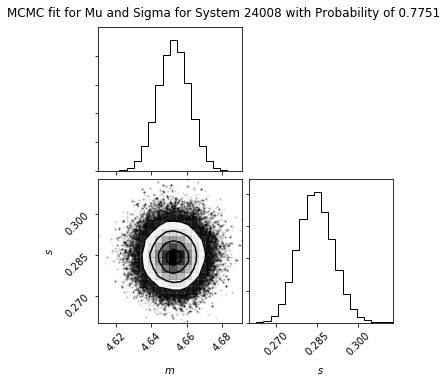 MCMC fit for Mu and Sigma for System 24008 with Probability of 0.7751
0.300
0.285
0.270
s
4.62
4.64
4.66
4.68
m
0.270
0.285
0.300
s